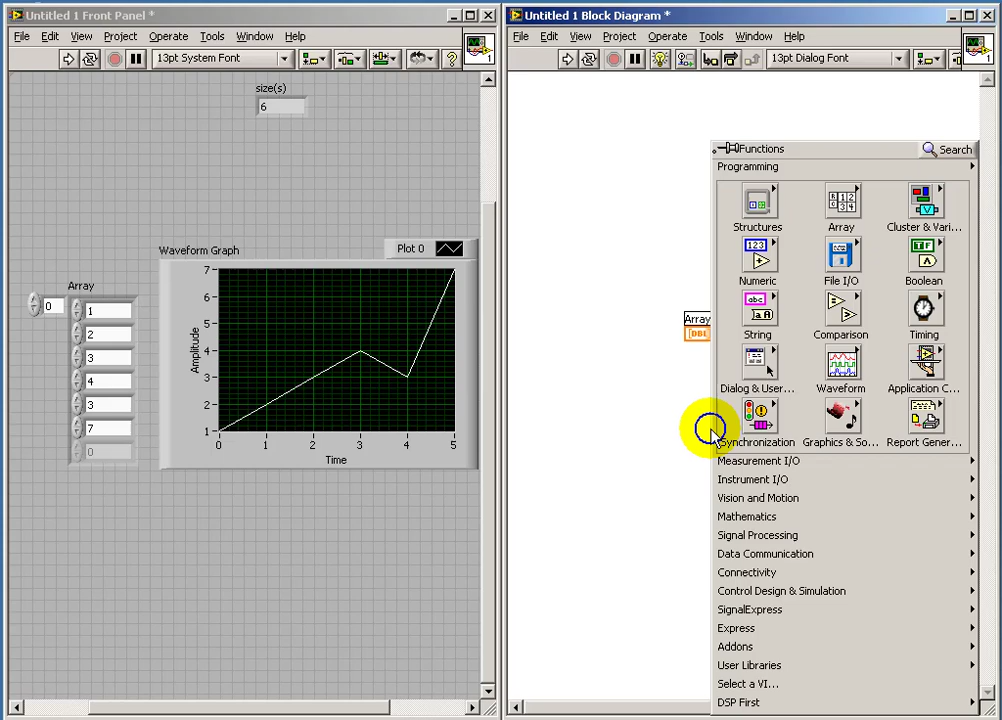 Untitled 1 Front Panel *
File Edit View Project Operate Tools Window Help
13pt System Font
1
size(s)
6
Waveform Graph
Plot 0
Array
0
1
2
3
4
3
7
0
Amplitude
7
6
5
4
3
2
1
0 1 2 3 4 5
Time
Untitled 1 Block Diagram *
File Edit View Project Operate Tools Window Help
13pt Dialog Font
1
Array
Functions
Search
Programming
Structures Array Cluster & Vari...
Numeric File I/O Boolean
String Comparison Timing
Dialog & User... Waveform Application C...
Synchronization Graphics & So... Report Gener...
Measurement I/O
Instrument I/O
Vision and Motion
Mathematics
Signal Processing
Data Communication
Connectivity
Control Design & Simulation
SignalExpress
Express
Addons
User Libraries
Select a VI...
DSP First